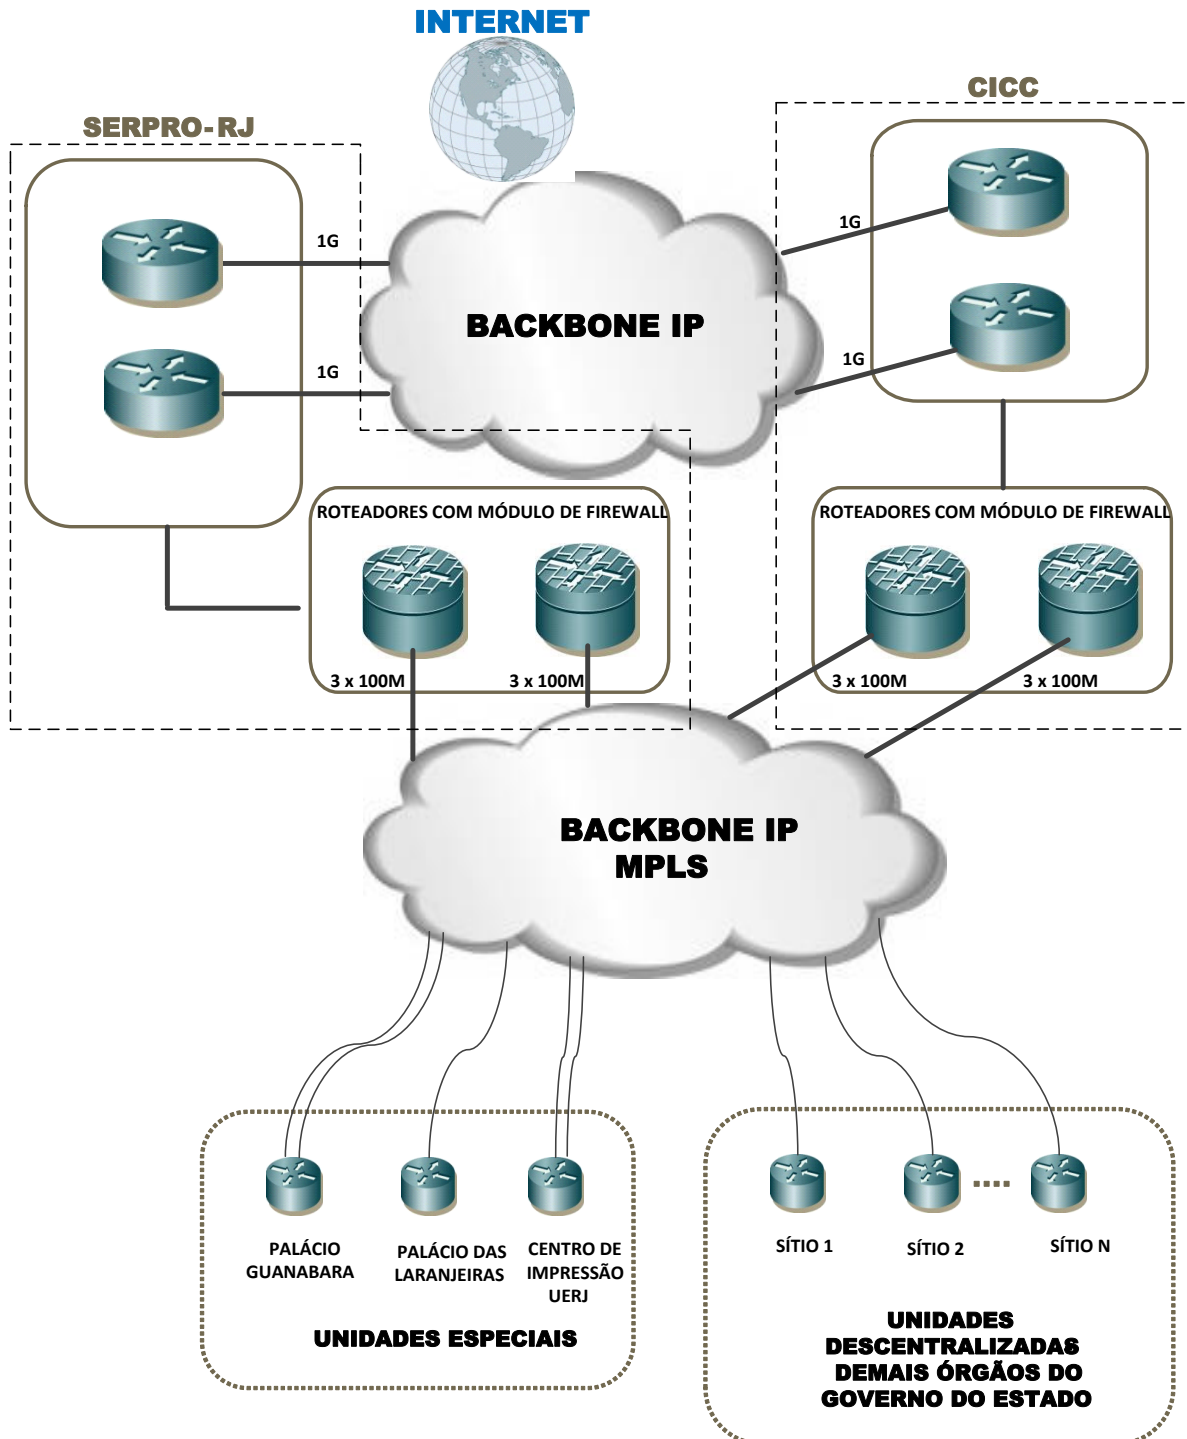 INTERNET
CICC
SERPRO-RJ
1G
1G
BACKBONE IP
1G
1G
ROTEADORES COM MÓDULO DE FIREWALL
3 x 100M
3 x 100M
ROTEADORES COM MÓDULO DE FIREWALL
3 x 100M
3 x 100M
BACKBONE IP
MPLS
PALÁCIO
GUANABARA
PALÁCIO DAS
LARANJEIRAS
CENTRO DE
IMPRESSÃO
UERJ
UNIDADES ESPECIAIS
SÍTIO 1
SÍTIO 2
SÍTIO N
UNIDADES
DESCENTRALIZADAS
DEMAIS ÓRGÃOS DO
GOVERNO DO ESTADO